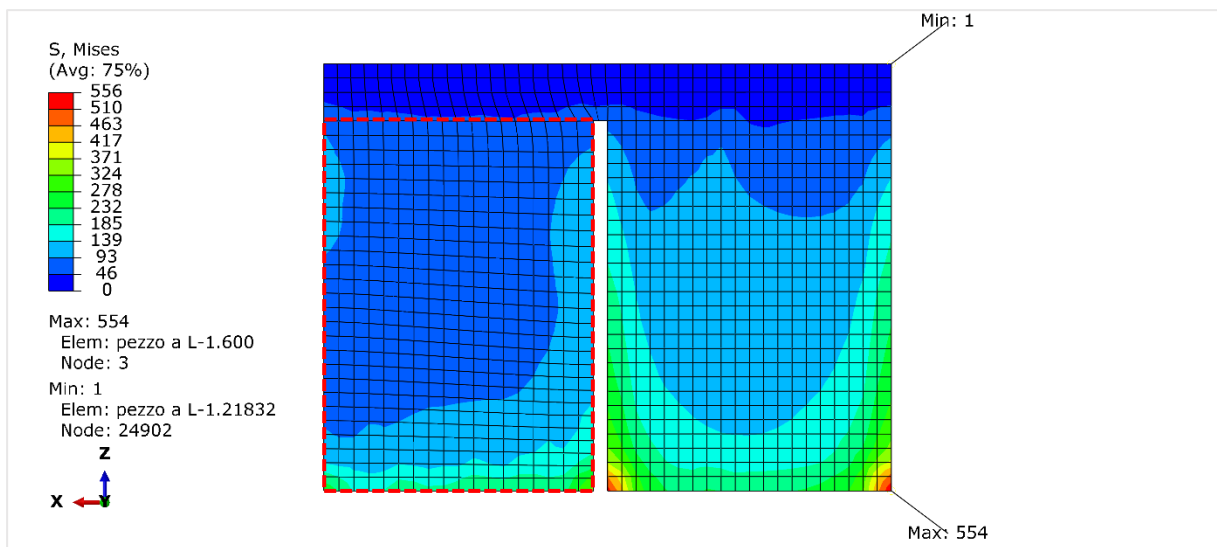 Min: 1
S, Mises
(Avg: 75%)
556
510
463
417
371
324
278
232
185
139
93
46
0
Max: 554
Elem: pezzo a L-1.600
Node: 3
Min: 1
Elem: pezzo a L-1.21832
Node: 24902
Z
X
Y
Max: 554